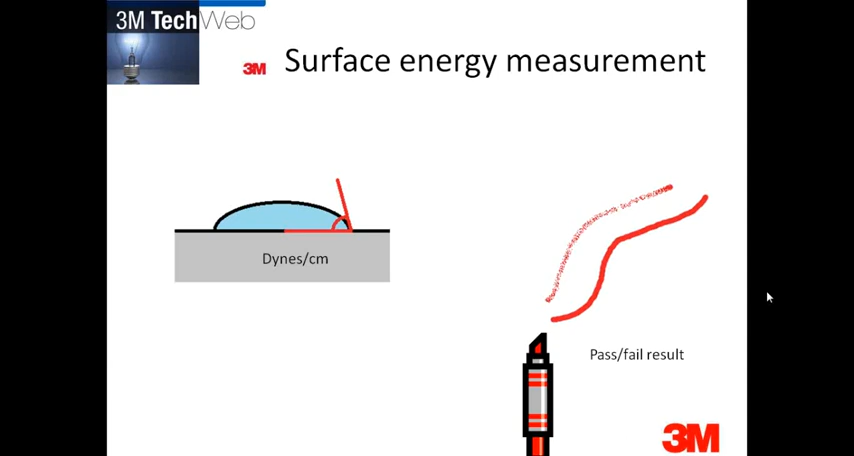 3M TechWeb
3M Surface energy measurement
Dynes/cm
Pass/fail result
3M